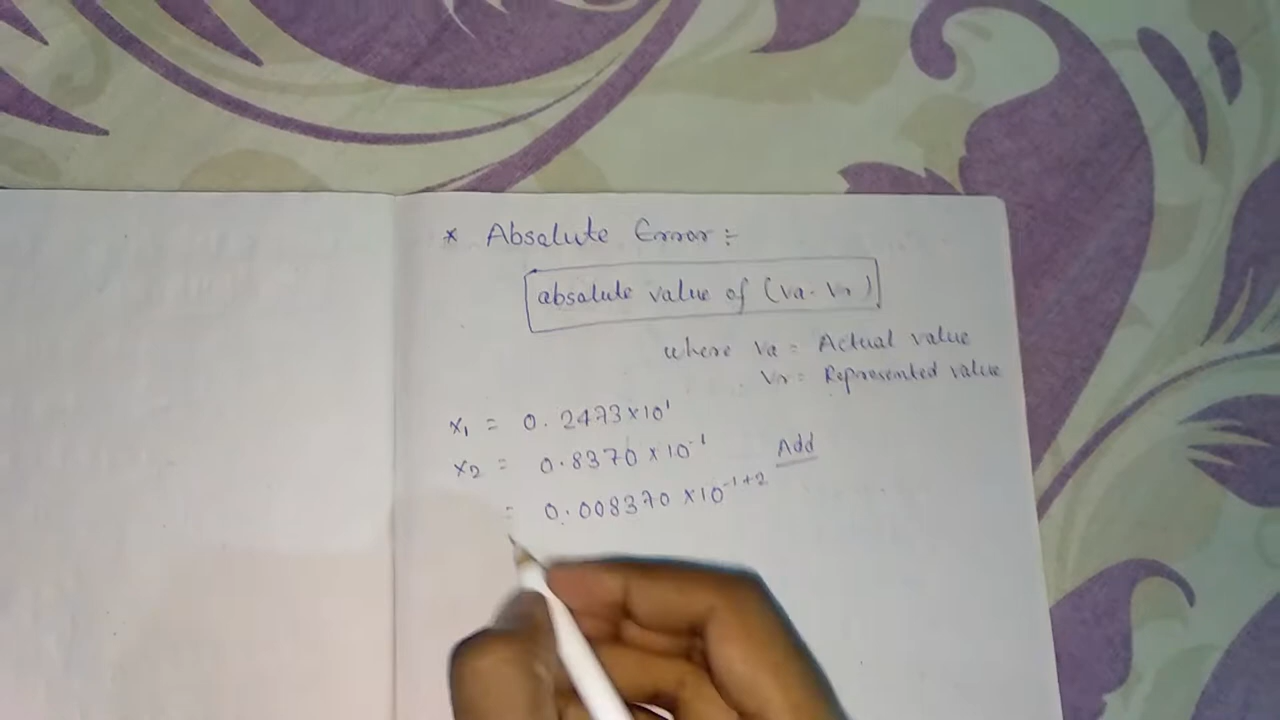 * Absolute Error :-
absolute value of (Va - Vr)
where Va = Actual value
Vr = Represented value
x₁ = 0.2473 × 10¹
x₂ = 0.8370 × 10⁻¹ Add
= 0.008370 × 10⁻¹⁺²